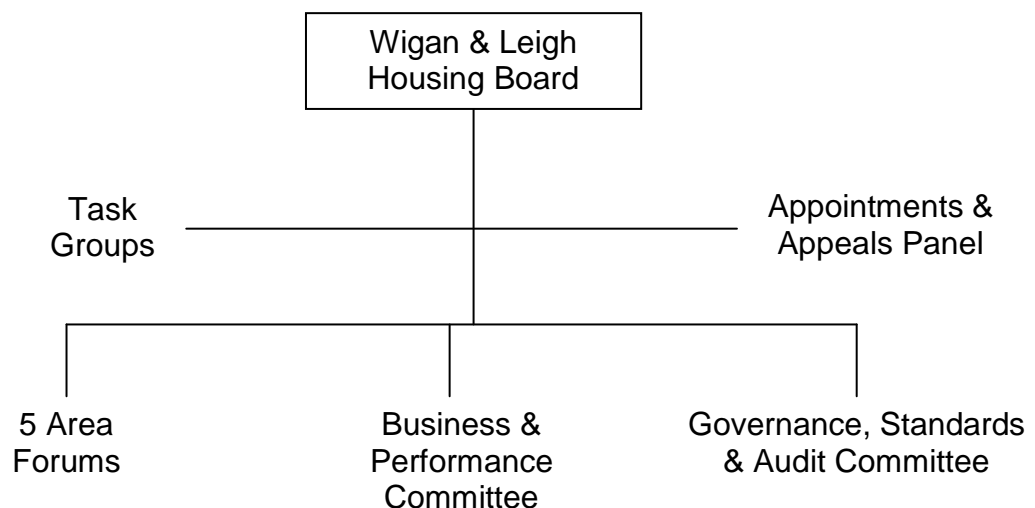 Wigan & Leigh
Housing Board
Task
Groups
Appointments &
Appeals Panel
5 Area
Forums
Business &
Performance
Committee
Governance, Standards
& Audit Committee